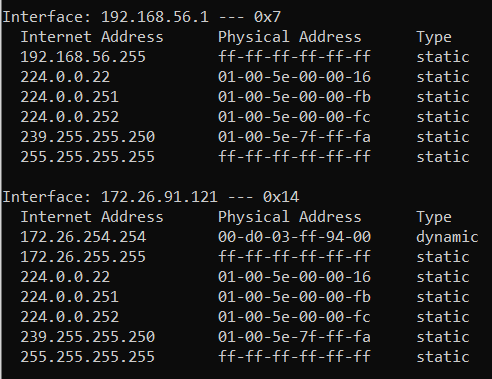 Interface: 192.168.56.1 --- 0x7
  Internet Address      Physical Address      Type
  192.168.56.255        ff-ff-ff-ff-ff-ff     static
  224.0.0.22            01-00-5e-00-00-16     static
  224.0.0.251           01-00-5e-00-00-fb     static
  224.0.0.252           01-00-5e-00-00-fc     static
  239.255.255.250       01-00-5e-7f-ff-fa     static
  255.255.255.255       ff-ff-ff-ff-ff-ff     static

Interface: 172.26.91.121 --- 0x14
  Internet Address      Physical Address      Type
  172.26.254.254        00-d0-03-ff-94-00     dynamic
  172.26.255.255        ff-ff-ff-ff-ff-ff     static
  224.0.0.22            01-00-5e-00-00-16     static
  224.0.0.251           01-00-5e-00-00-fb     static
  224.0.0.252           01-00-5e-00-00-fc     static
  239.255.255.250       01-00-5e-7f-ff-fa     static
  255.255.255.255       ff-ff-ff-ff-ff-ff     static